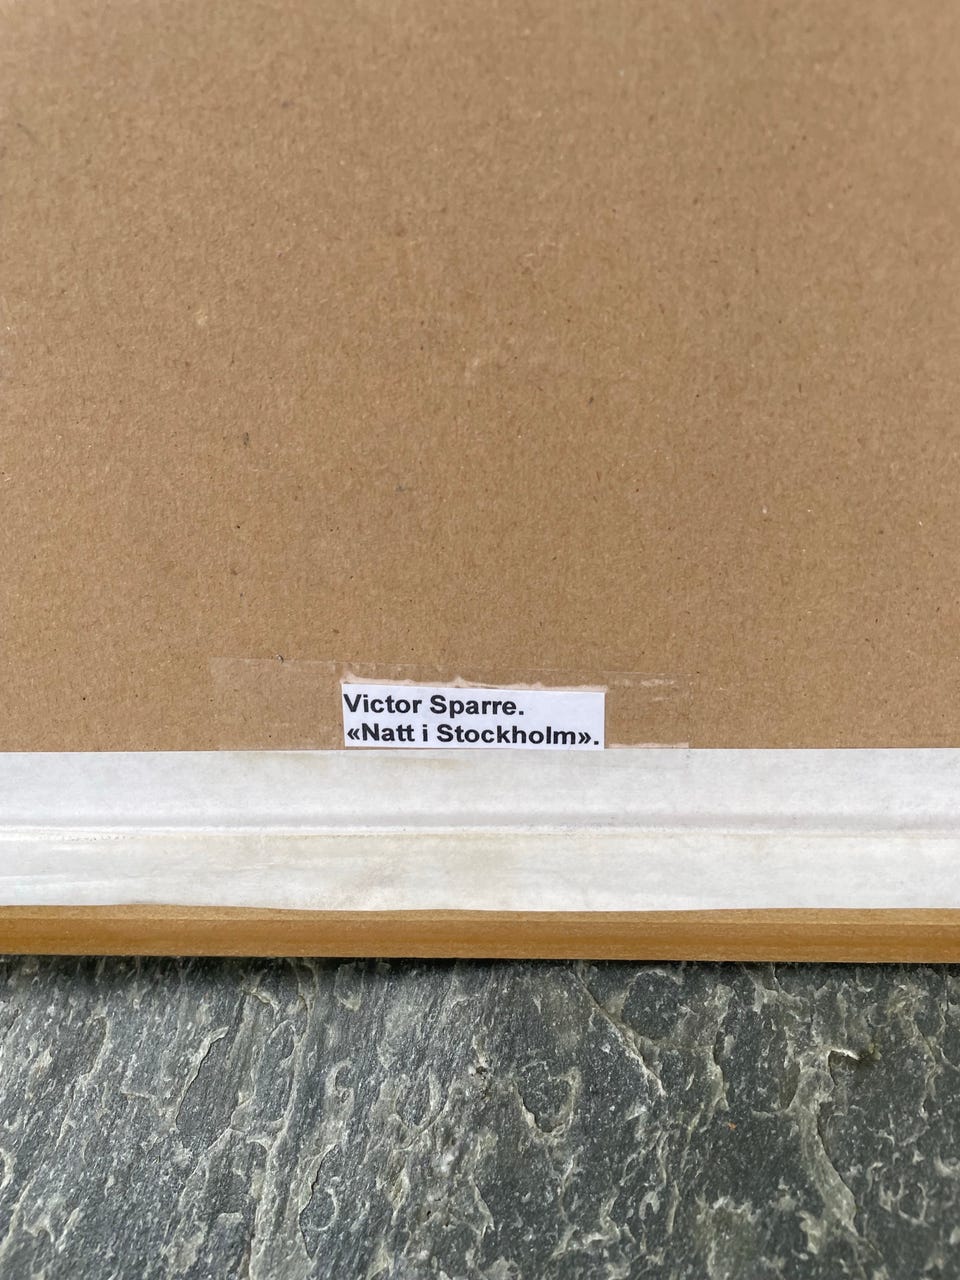 Victor Sparre.
«Natt i Stockholm».